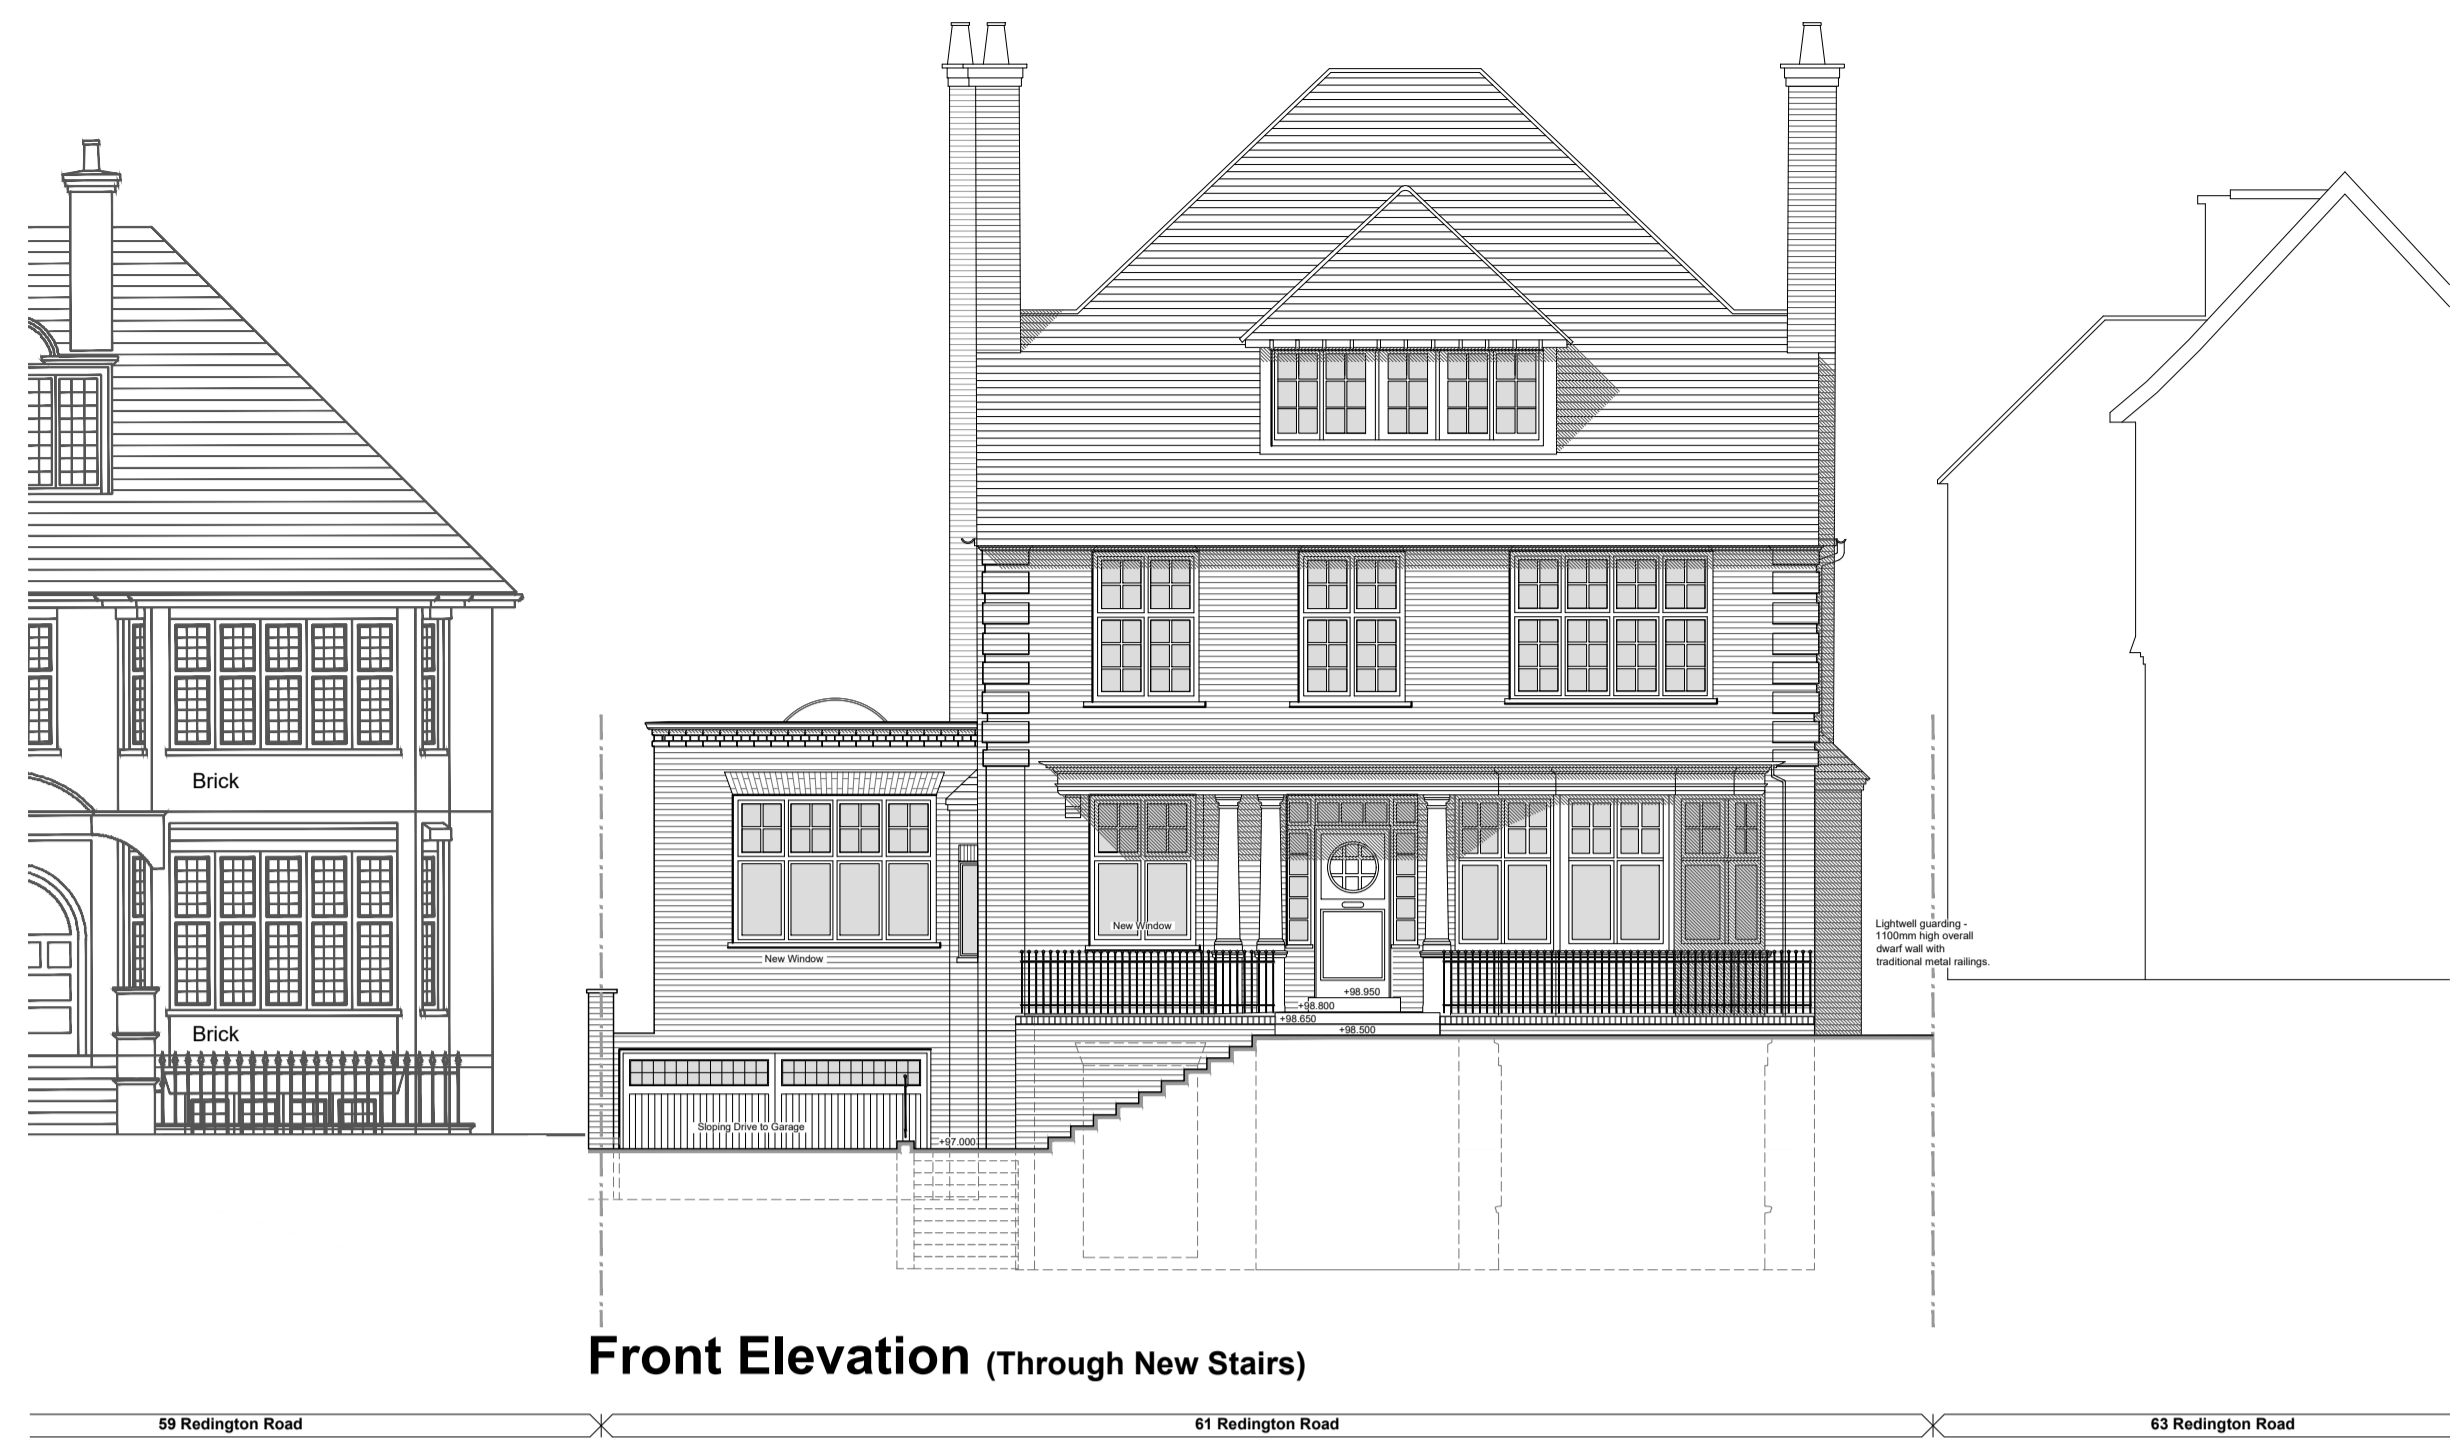 Brick
Brick
New Window
New Window
Lightwell guarding -
1100mm high overall
dwarf wall with
traditional metal railings.
+98.950
+98.800
+98.650
+98.500
Sloping Drive to Garage
+97.000
Front Elevation (Through New Stairs)
59 Redington Road
61 Redington Road
63 Redington Road